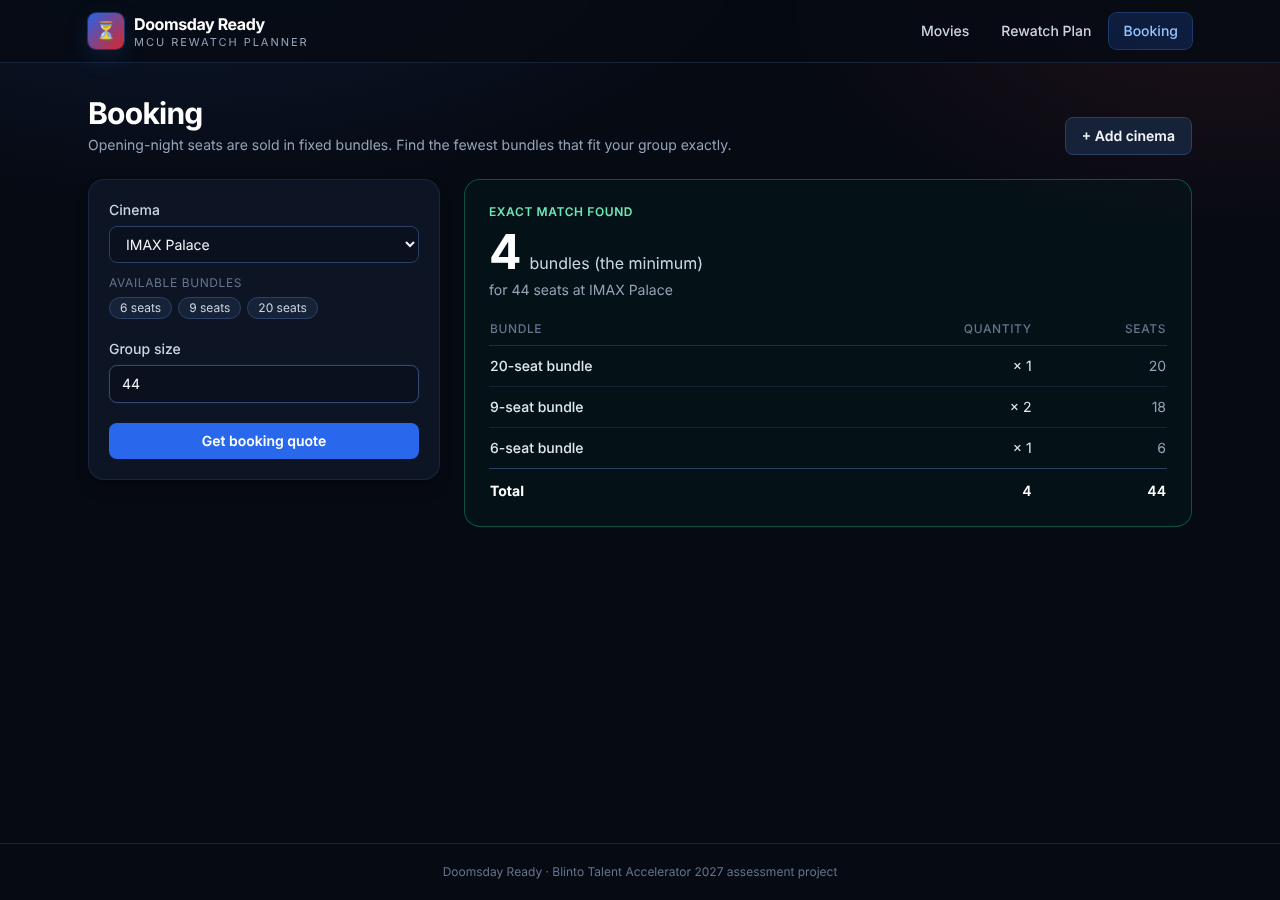 Doomsday Ready
MCU REWATCH PLANNER
Movies
Rewatch Plan
Booking
Booking
Opening-night seats are sold in fixed bundles. Find the fewest bundles that fit your group exactly.
+ Add cinema
Cinema
IMAX Palace
AVAILABLE BUNDLES
6 seats 9 seats 20 seats
Group size
44
Get booking quote
EXACT MATCH FOUND
4 bundles (the minimum)
for 44 seats at IMAX Palace
BUNDLE QUANTITY SEATS
20-seat bundle × 1 20
9-seat bundle × 2 18
6-seat bundle × 1 6
Total 4 44
Doomsday Ready · Blinto Talent Accelerator 2027 assessment project